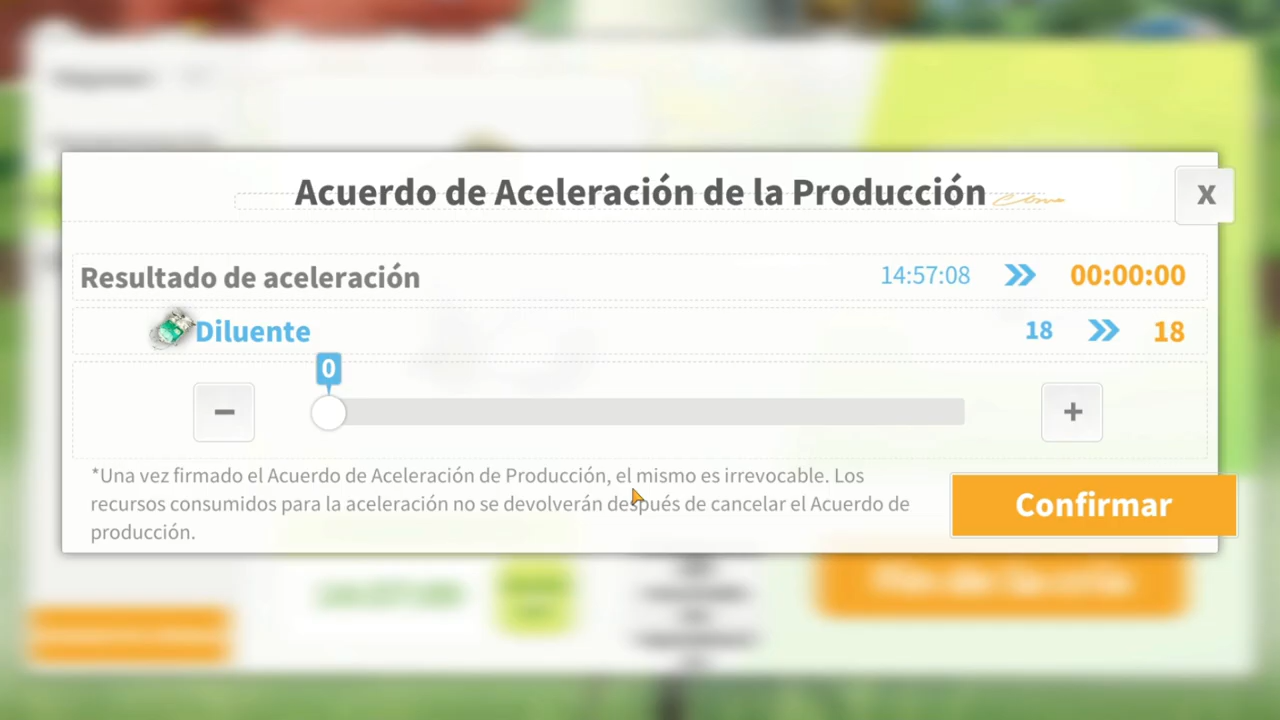 Acuerdo de Aceleración de la Producción
X
Resultado de aceleración 14:57:08 00:00:00
Diluente 18 18
0
− +
*Una vez firmado el Acuerdo de Aceleración de Producción, el mismo es irrevocable. Los
recursos consumidos para la aceleración no se devolverán después de cancelar el Acuerdo de
producción.
Confirmar